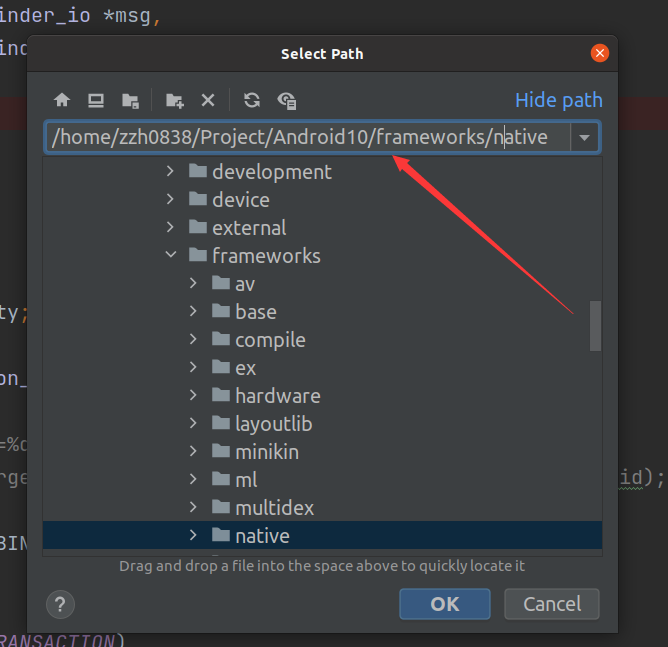 inder_io *msg,
ind
Select Path
Hide path
/home/zzh0838/Project/Android10/frameworks/native
development
device
external
frameworks
av
base
compile
ex
hardware
layoutlib
minikin
ml
multidex
native
ty;
on_
=%d
rge
id);
BIN
Drag and drop a file into the space above to quickly locate it
?
OK
Cancel
RANSACTION)